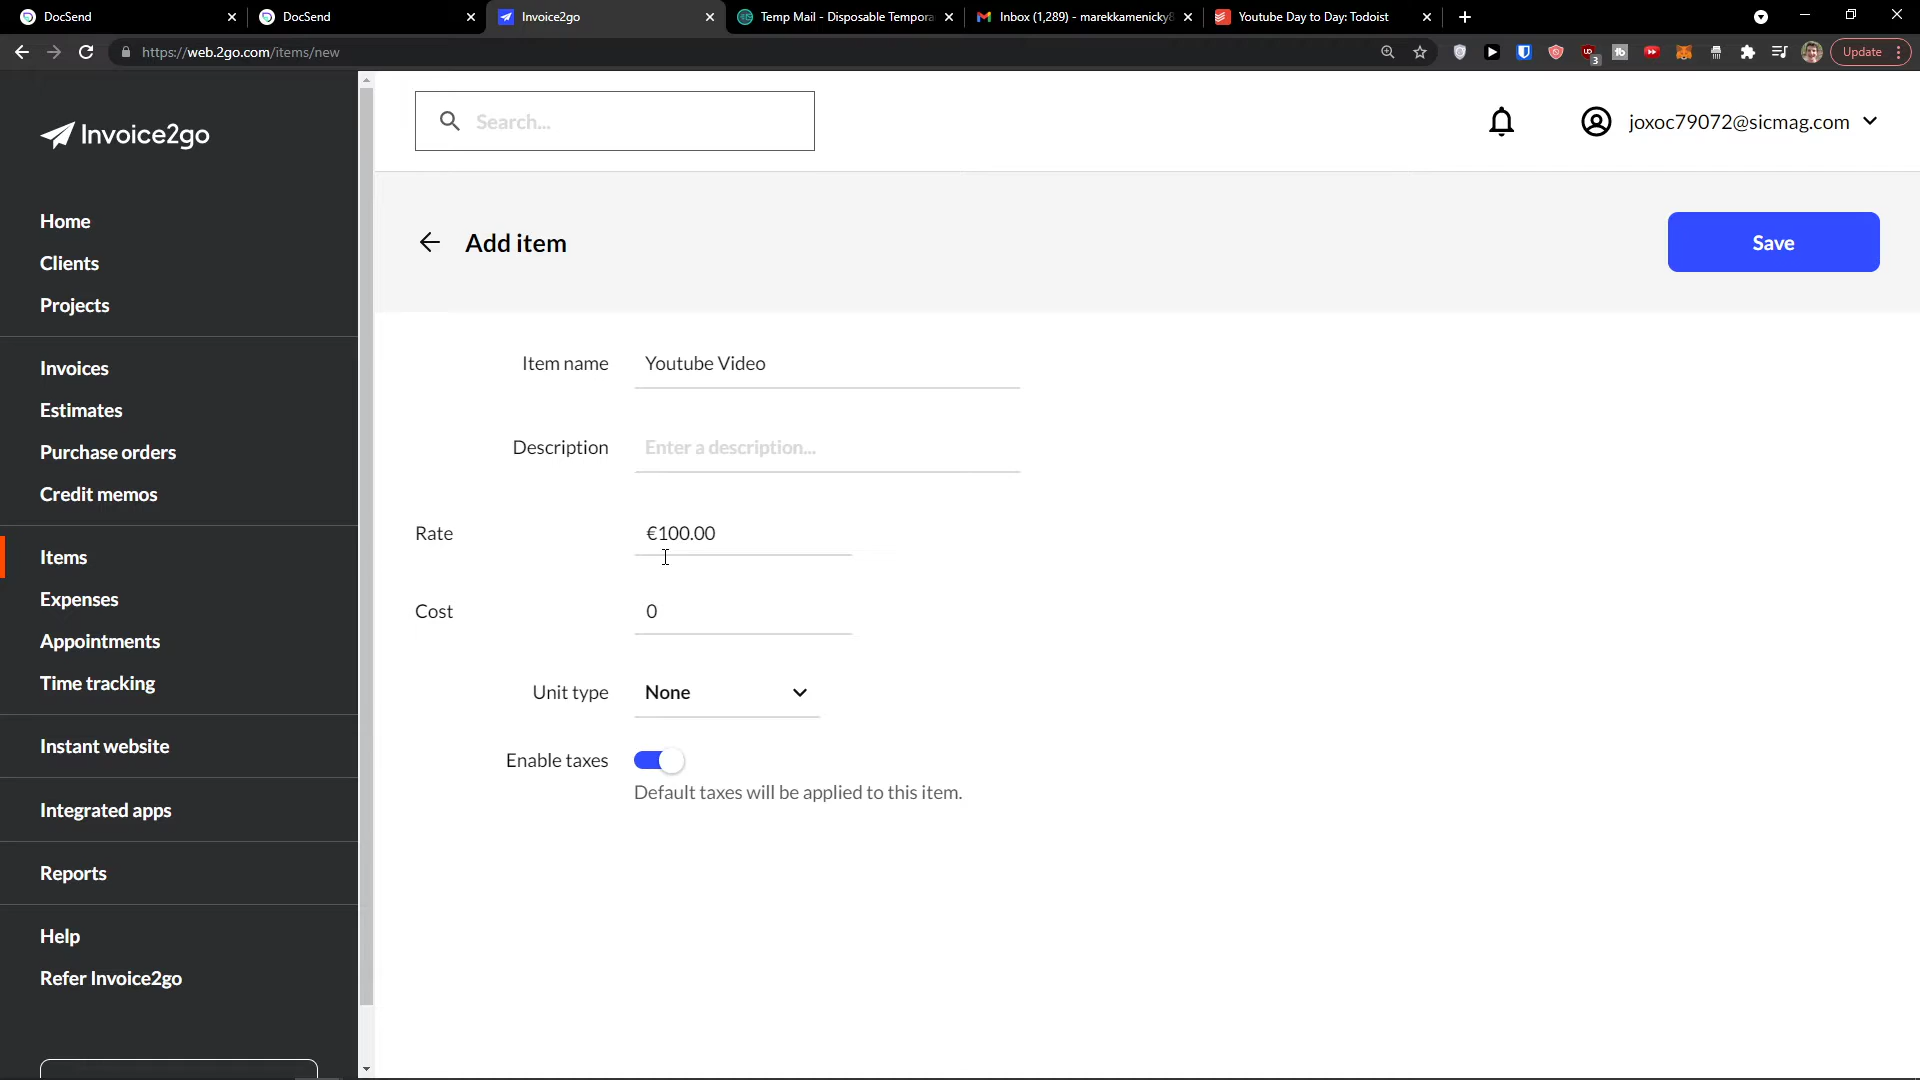 DocSend
DocSend
Invoice2go
Temp Mail - Disposable Tempora
Inbox (1,289) - marekkamenicky8
Youtube Day to Day: Todoist
https://web.2go.com/items/new
Update
Invoice2go
Search...
joxoc79072@sicmag.com
Home
Clients
Projects
Invoices
Estimates
Purchase orders
Credit memos
Items
Expenses
Appointments
Time tracking
Instant website
Integrated apps
Reports
Help
Refer Invoice2go
Add item
Save
Item name Youtube Video
Description Enter a description...
Rate €100.00
Cost 0
Unit type None
Enable taxes
Default taxes will be applied to this item.